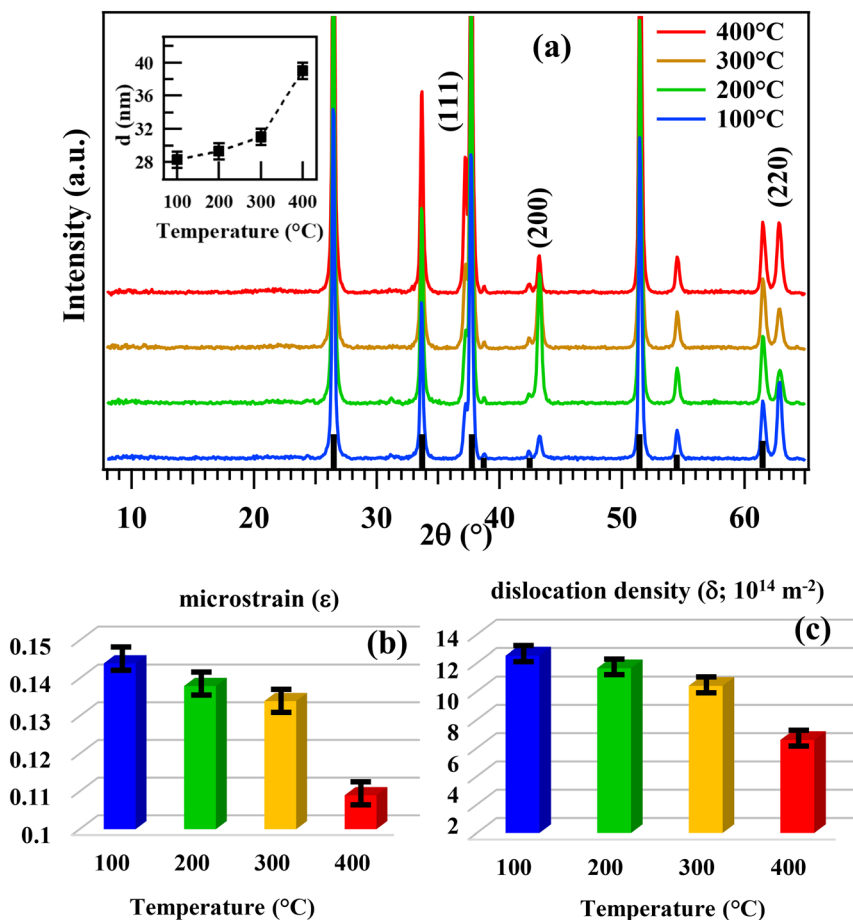 (a)
400°C
300°C
200°C
100°C
40
36
32
28
d (nm)
100 200 300 400
Temperature (°C)
(111)
(200)
(220)
Intensity (a.u.)
10 20 30 40 50 60
2θ (°)
microstrain (ε)
(b)
0.15
0.14
0.13
0.12
0.11
0.1
100 200 300 400
Temperature (°C)
dislocation density (δ; 10¹⁴ m⁻²)
(c)
14
12
10
8
6
4
2
100 200 300 400
Temperature (°C)